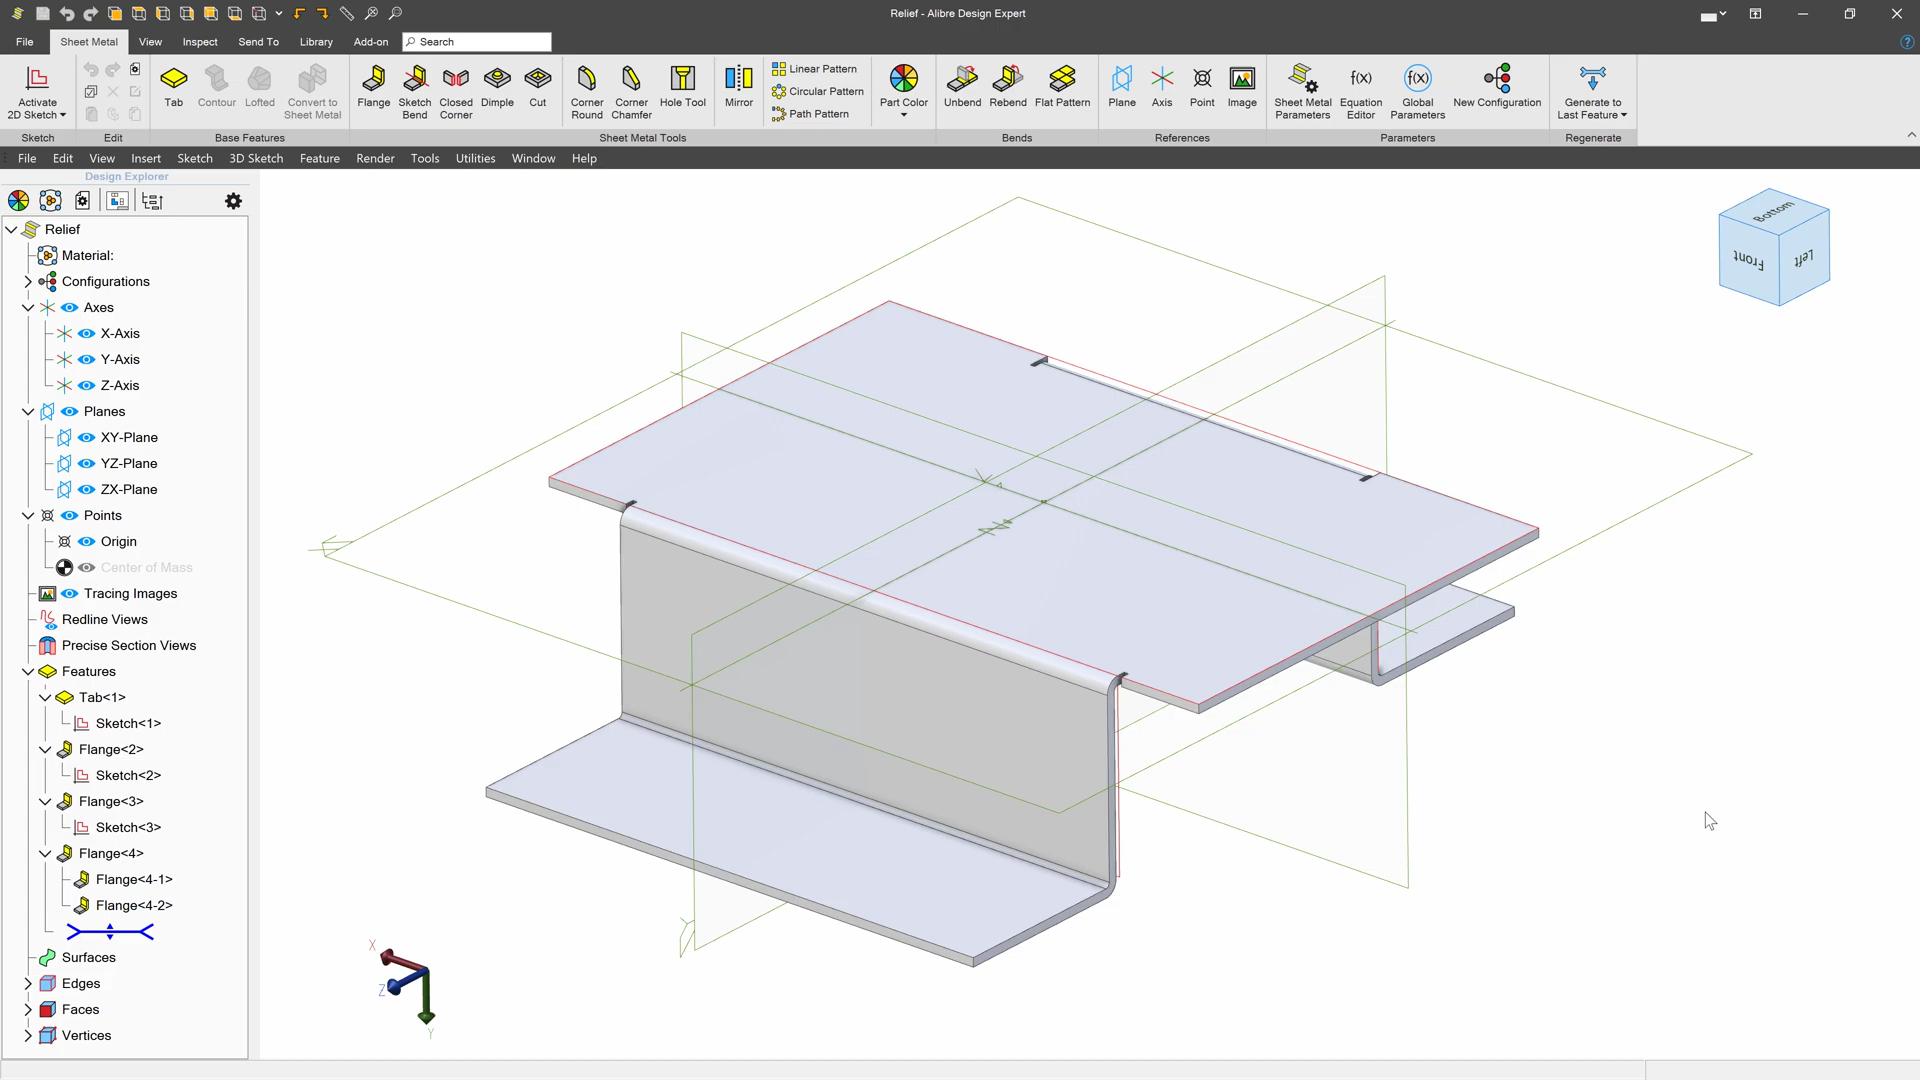 Relief - Alibre Design Expert
File Sheet Metal View Inspect Send To Library Add-on Search
Activate
2D Sketch
Tab Contour Lofted Convert to
Sheet Metal
Flange Sketch
Bend Closed
Corner Dimple Cut
Corner
Round Corner
Chamfer Hole Tool Mirror
Linear Pattern
Circular Pattern
Path Pattern
Part Color
Unbend Rebend Flat Pattern
Plane Axis Point Image
Sheet Metal
Parameters Equation
Editor Global
Parameters New Configuration
Generate to
Last Feature
Sketch Edit Base Features Sheet Metal Tools Bends References Parameters Regenerate
File Edit View Insert Sketch 3D Sketch Feature Render Tools Utilities Window Help
Design Explorer
Relief
Material:
Configurations
Axes
X-Axis
Y-Axis
Z-Axis
Planes
XY-Plane
YZ-Plane
ZX-Plane
Points
Origin
Center of Mass
Tracing Images
Redline Views
Precise Section Views
Features
Tab<1>
Sketch<1>
Flange<2>
Sketch<2>
Flange<3>
Sketch<3>
Flange<4>
Flange<4-1>
Flange<4-2>
Surfaces
Edges
Faces
Vertices
Bottom
Front
Left
X
Z
Y